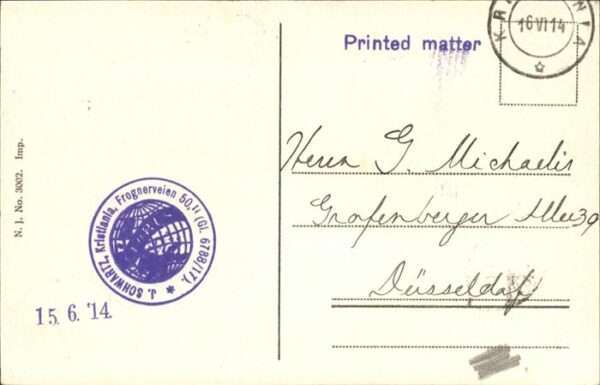 Printed matter
KRISTIANIA
16 VI 14
Herrn G. Michaelis
Grafenberger Allee 39
Düsseldorf
N. J. No. 3002. Imp.
J. SCHWARTZ, Kristiania, Frognerveien 50, II (Gl. 6788/17). *
15. 6. '14.